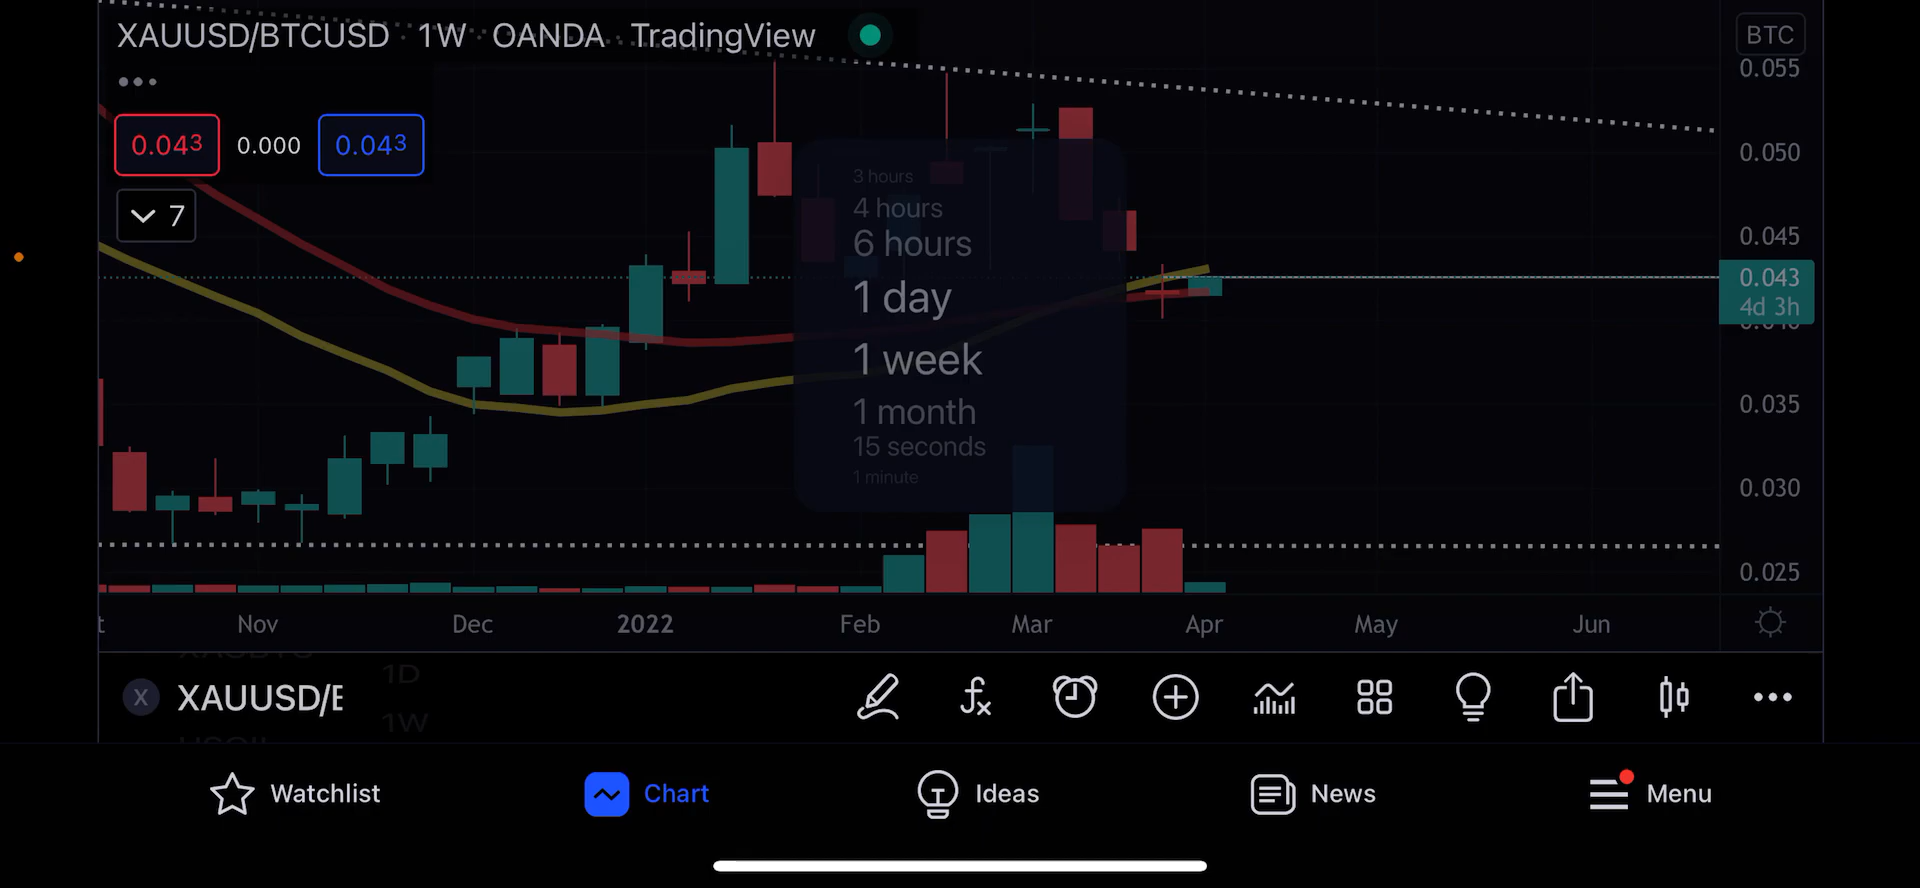 XAUUSD/BTCUSD · 1W · OANDA · TradingView
BTC
0.055
0.043
0.000
0.043
0.050
7
0.045
3 hours
4 hours
6 hours
1 day
1 week
1 month
15 seconds
1 minute
0.043
4d 3h
0.040
0.035
0.030
0.025
Nov
Dec
2022
Feb
Mar
Apr
May
Jun
1D
X
XAUUSD/E
1W
Watchlist
Chart
Ideas
News
Menu